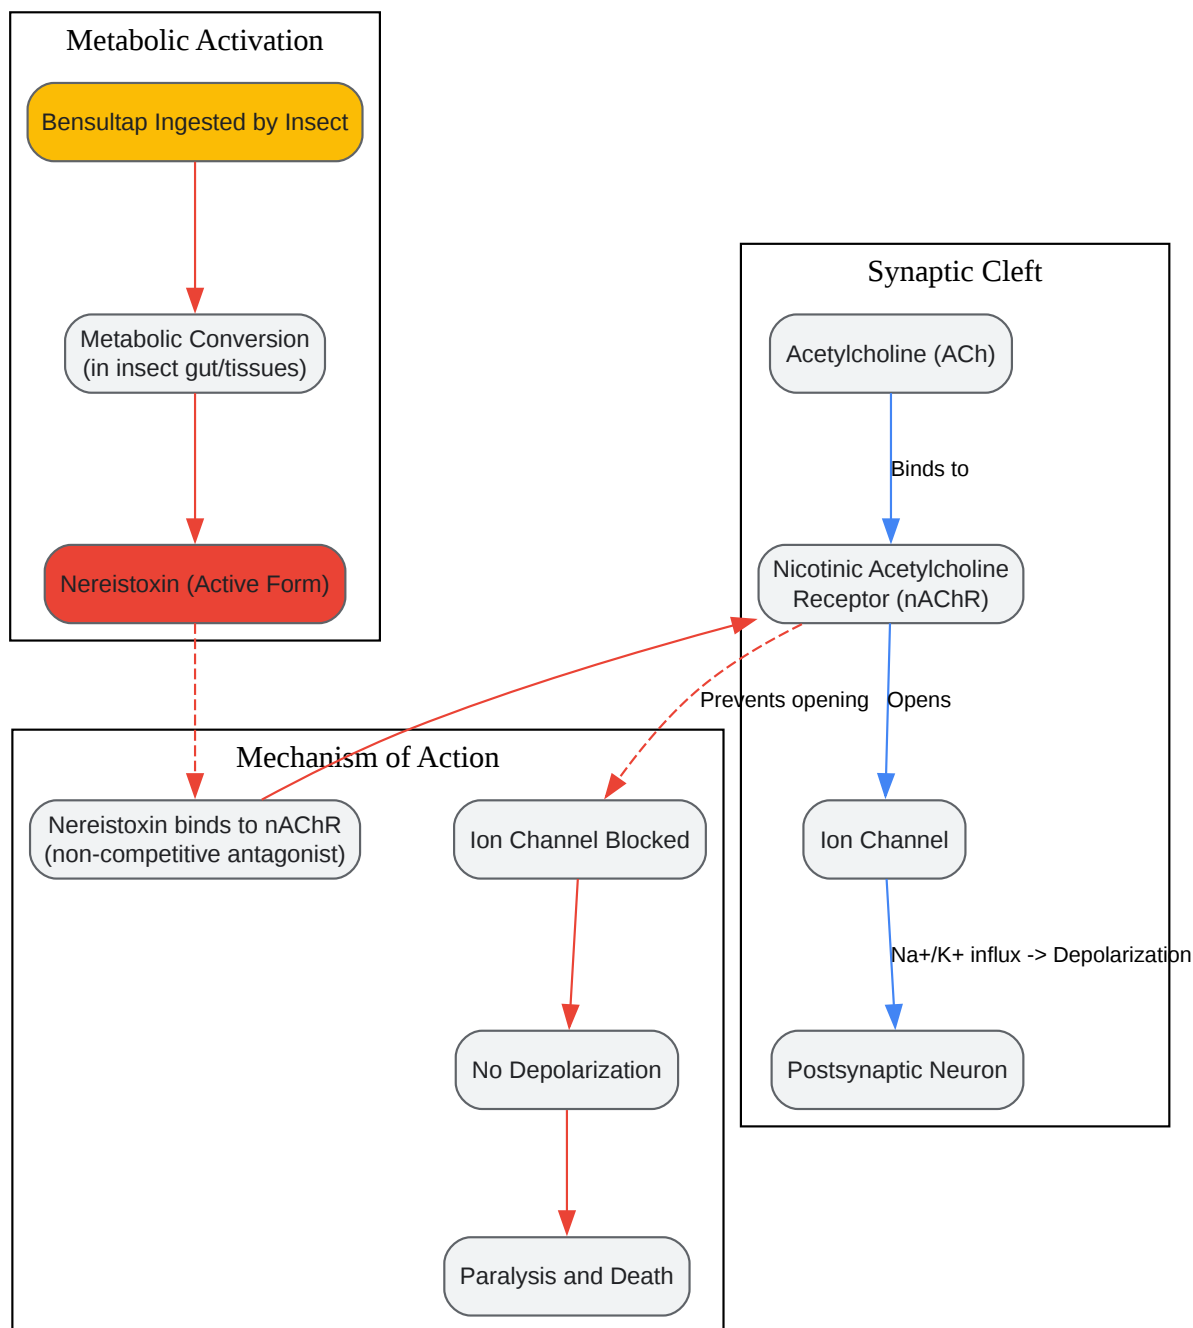 Metabolic Activation
Bensultap Ingested by Insect
Metabolic Conversion
(in insect gut/tissues)
Nereistoxin (Active Form)
Synaptic Cleft
Acetylcholine (ACh)
Binds to
Nicotinic Acetylcholine
Receptor (nAChR)
Prevents opening
Opens
Mechanism of Action
Nereistoxin binds to nAChR
(non-competitive antagonist)
Ion Channel Blocked
Ion Channel
Na+/K+ influx -> Depolarization
No Depolarization
Postsynaptic Neuron
Paralysis and Death